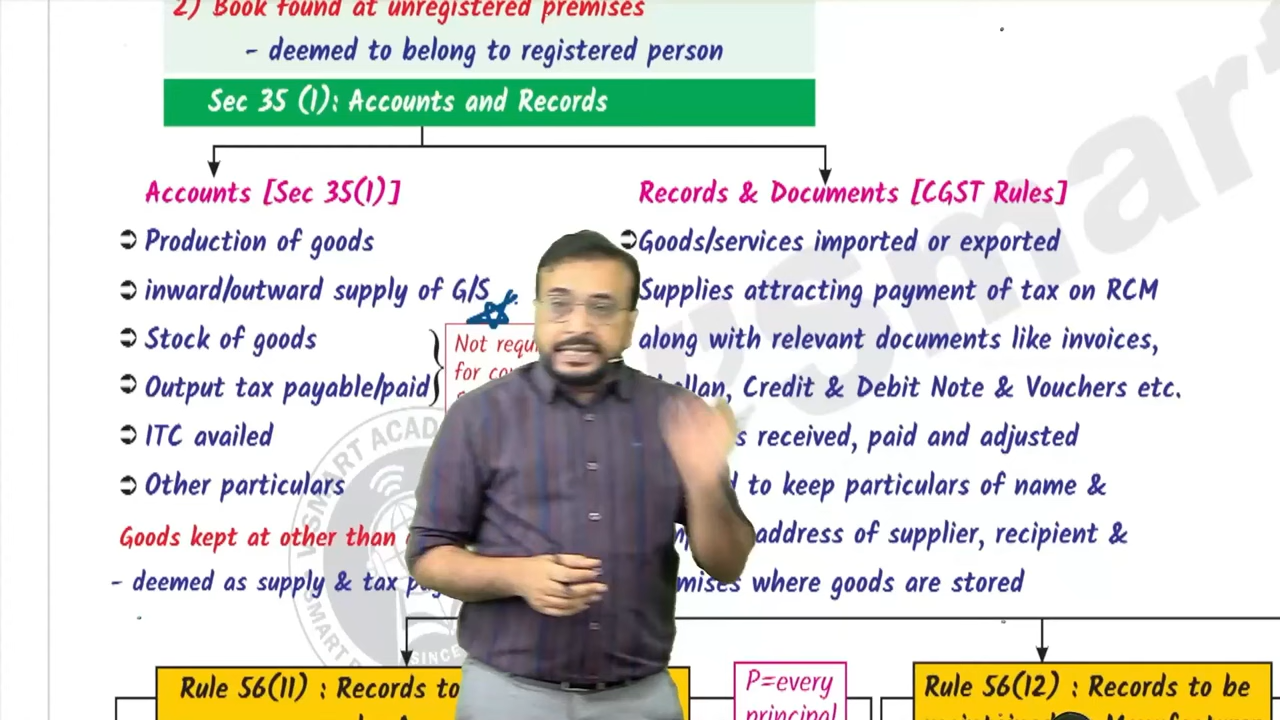 2) Book found at unregistered premises
- deemed to belong to registered person
Sec 35 (1): Accounts and Records
Accounts [Sec 35(1)]
Production of goods
inward/outward supply of G/S
Stock of goods
Output tax payable/paid
ITC availed
Other particulars
Goods kept at other than
- deemed as supply & tax
Not
for
Records & Documents [CGST Rules]
Goods/services imported or exported
Supplies attracting payment of tax on RCM
along with relevant documents like invoices,
Credit & Debit Note & Vouchers etc.
received, paid and adjusted
to keep particulars of name &
address of supplier, recipient &
where goods are stored
Rule 56(11) : Records to
P=every
principal
Rule 56(12) : Records to be
SMART
SINCE